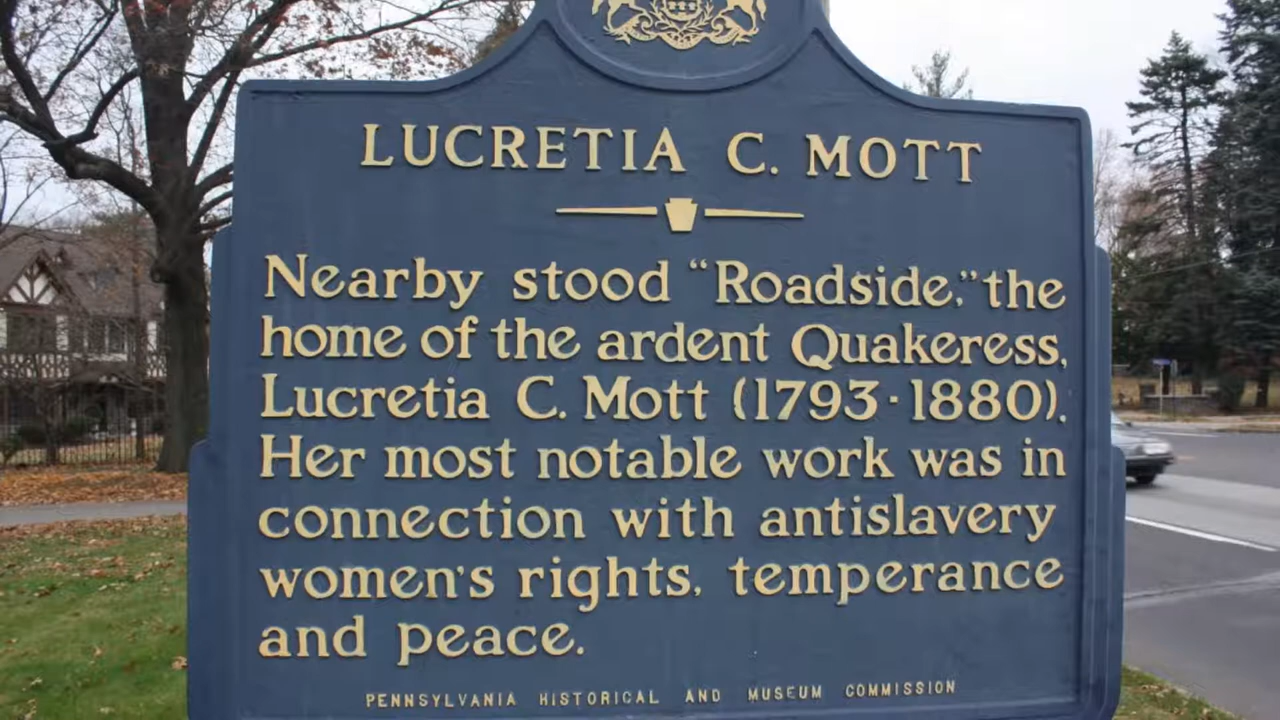 LUCRETIA C. MOTT
Nearby stood “Roadside,” the
home of the ardent Quakeress,
Lucretia C. Mott (1793-1880).
Her most notable work was in
connection with antislavery
women's rights, temperance
and peace.
PENNSYLVANIA HISTORICAL AND MUSEUM COMMISSION